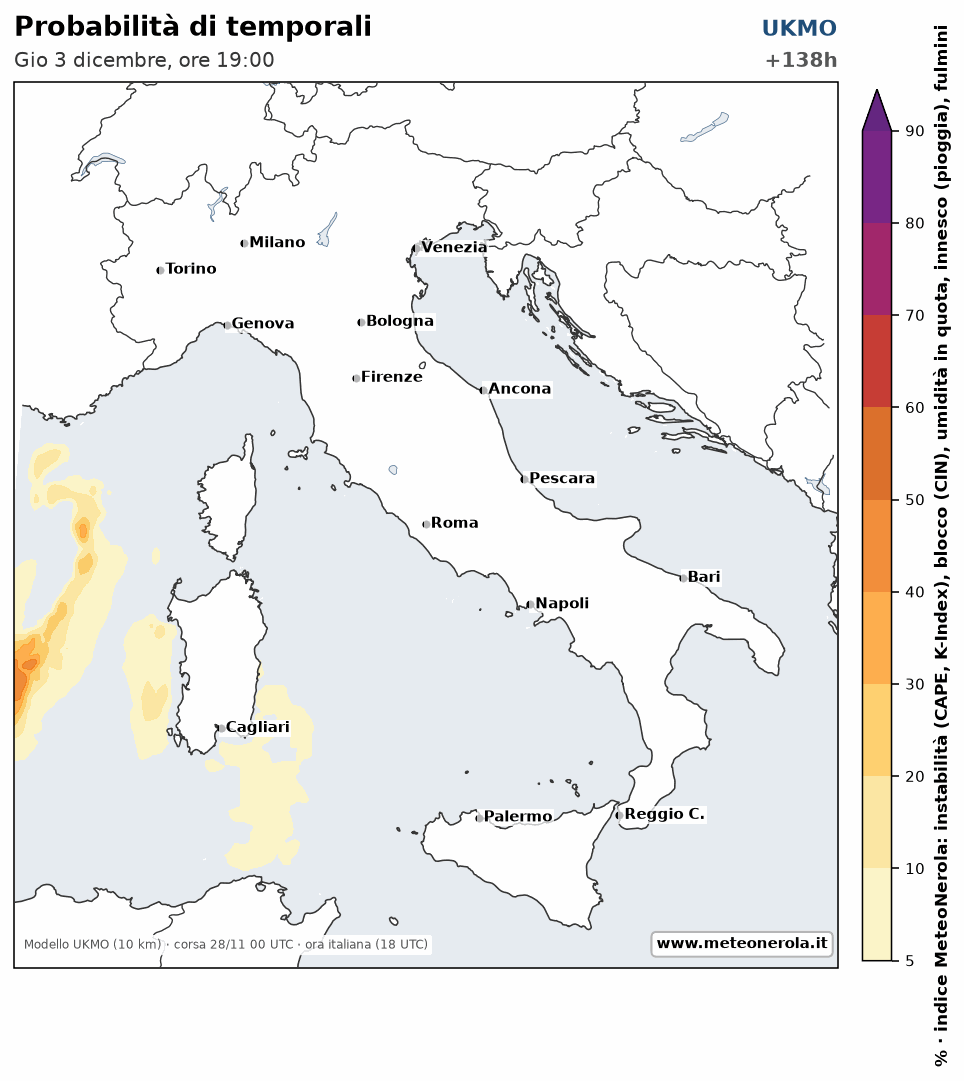 Probabilità di temporali
UKMO
Gio 3 dicembre, ore 19:00
+138h
Milano
Venezia
Torino
Genova
Bologna
Firenze
Ancona
Pescara
Roma
Bari
Napoli
Cagliari
Palermo
Reggio C.
Modello UKMO (10 km) · corsa 28/11 00 UTC · ora italiana (18 UTC)
www.meteonerola.it
90
80
70
60
50
40
30
20
10
5
% · indice MeteoNerola: instabilità (CAPE, K-Index), blocco (CIN), umidità in quota, innesco (pioggia), fulmini